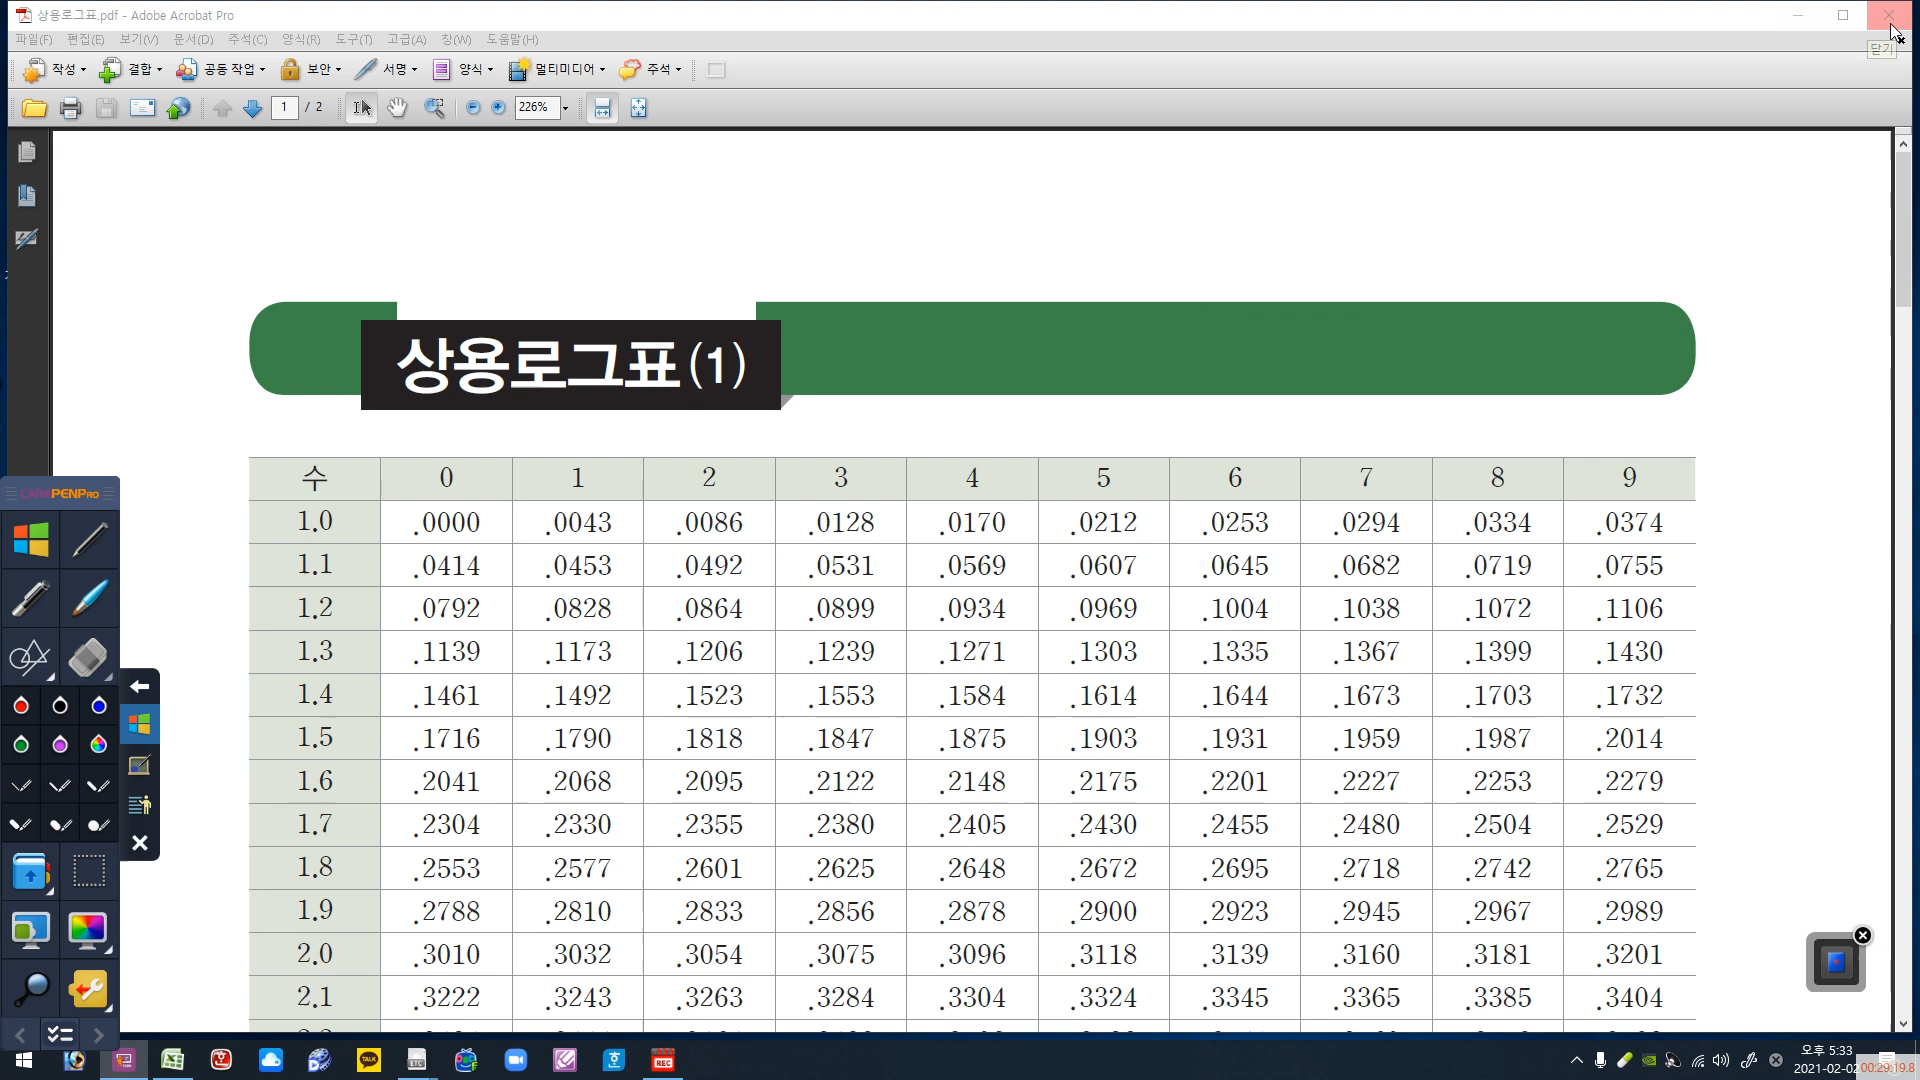 상용로그표.pdf - Adobe Acrobat Pro
파일(F) 편집(E) 보기(V) 문서(D) 주석(C) 양식(R) 도구(T) 고급(A) 창(W) 도움말(H)
닫기
작성 결합 공동 작업 보안 서명 양식 멀티미디어 주석
1 / 2 226%
상용로그표(1)
수 0 1 2 3 4 5 6 7 8 9
1.0 .0000 .0043 .0086 .0128 .0170 .0212 .0253 .0294 .0334 .0374
1.1 .0414 .0453 .0492 .0531 .0569 .0607 .0645 .0682 .0719 .0755
1.2 .0792 .0828 .0864 .0899 .0934 .0969 .1004 .1038 .1072 .1106
1.3 .1139 .1173 .1206 .1239 .1271 .1303 .1335 .1367 .1399 .1430
1.4 .1461 .1492 .1523 .1553 .1584 .1614 .1644 .1673 .1703 .1732
1.5 .1716 .1790 .1818 .1847 .1875 .1903 .1931 .1959 .1987 .2014
1.6 .2041 .2068 .2095 .2122 .2148 .2175 .2201 .2227 .2253 .2279
1.7 .2304 .2330 .2355 .2380 .2405 .2430 .2455 .2480 .2504 .2529
1.8 .2553 .2577 .2601 .2625 .2648 .2672 .2695 .2718 .2742 .2765
1.9 .2788 .2810 .2833 .2856 .2878 .2900 .2923 .2945 .2967 .2989
2.0 .3010 .3032 .3054 .3075 .3096 .3118 .3139 .3160 .3181 .3201
2.1 .3222 .3243 .3263 .3284 .3304 .3324 .3345 .3365 .3385 .3404
CARAPENPRO
TALK
REC
오후 5:33
2021-02-02
00:29:19.8